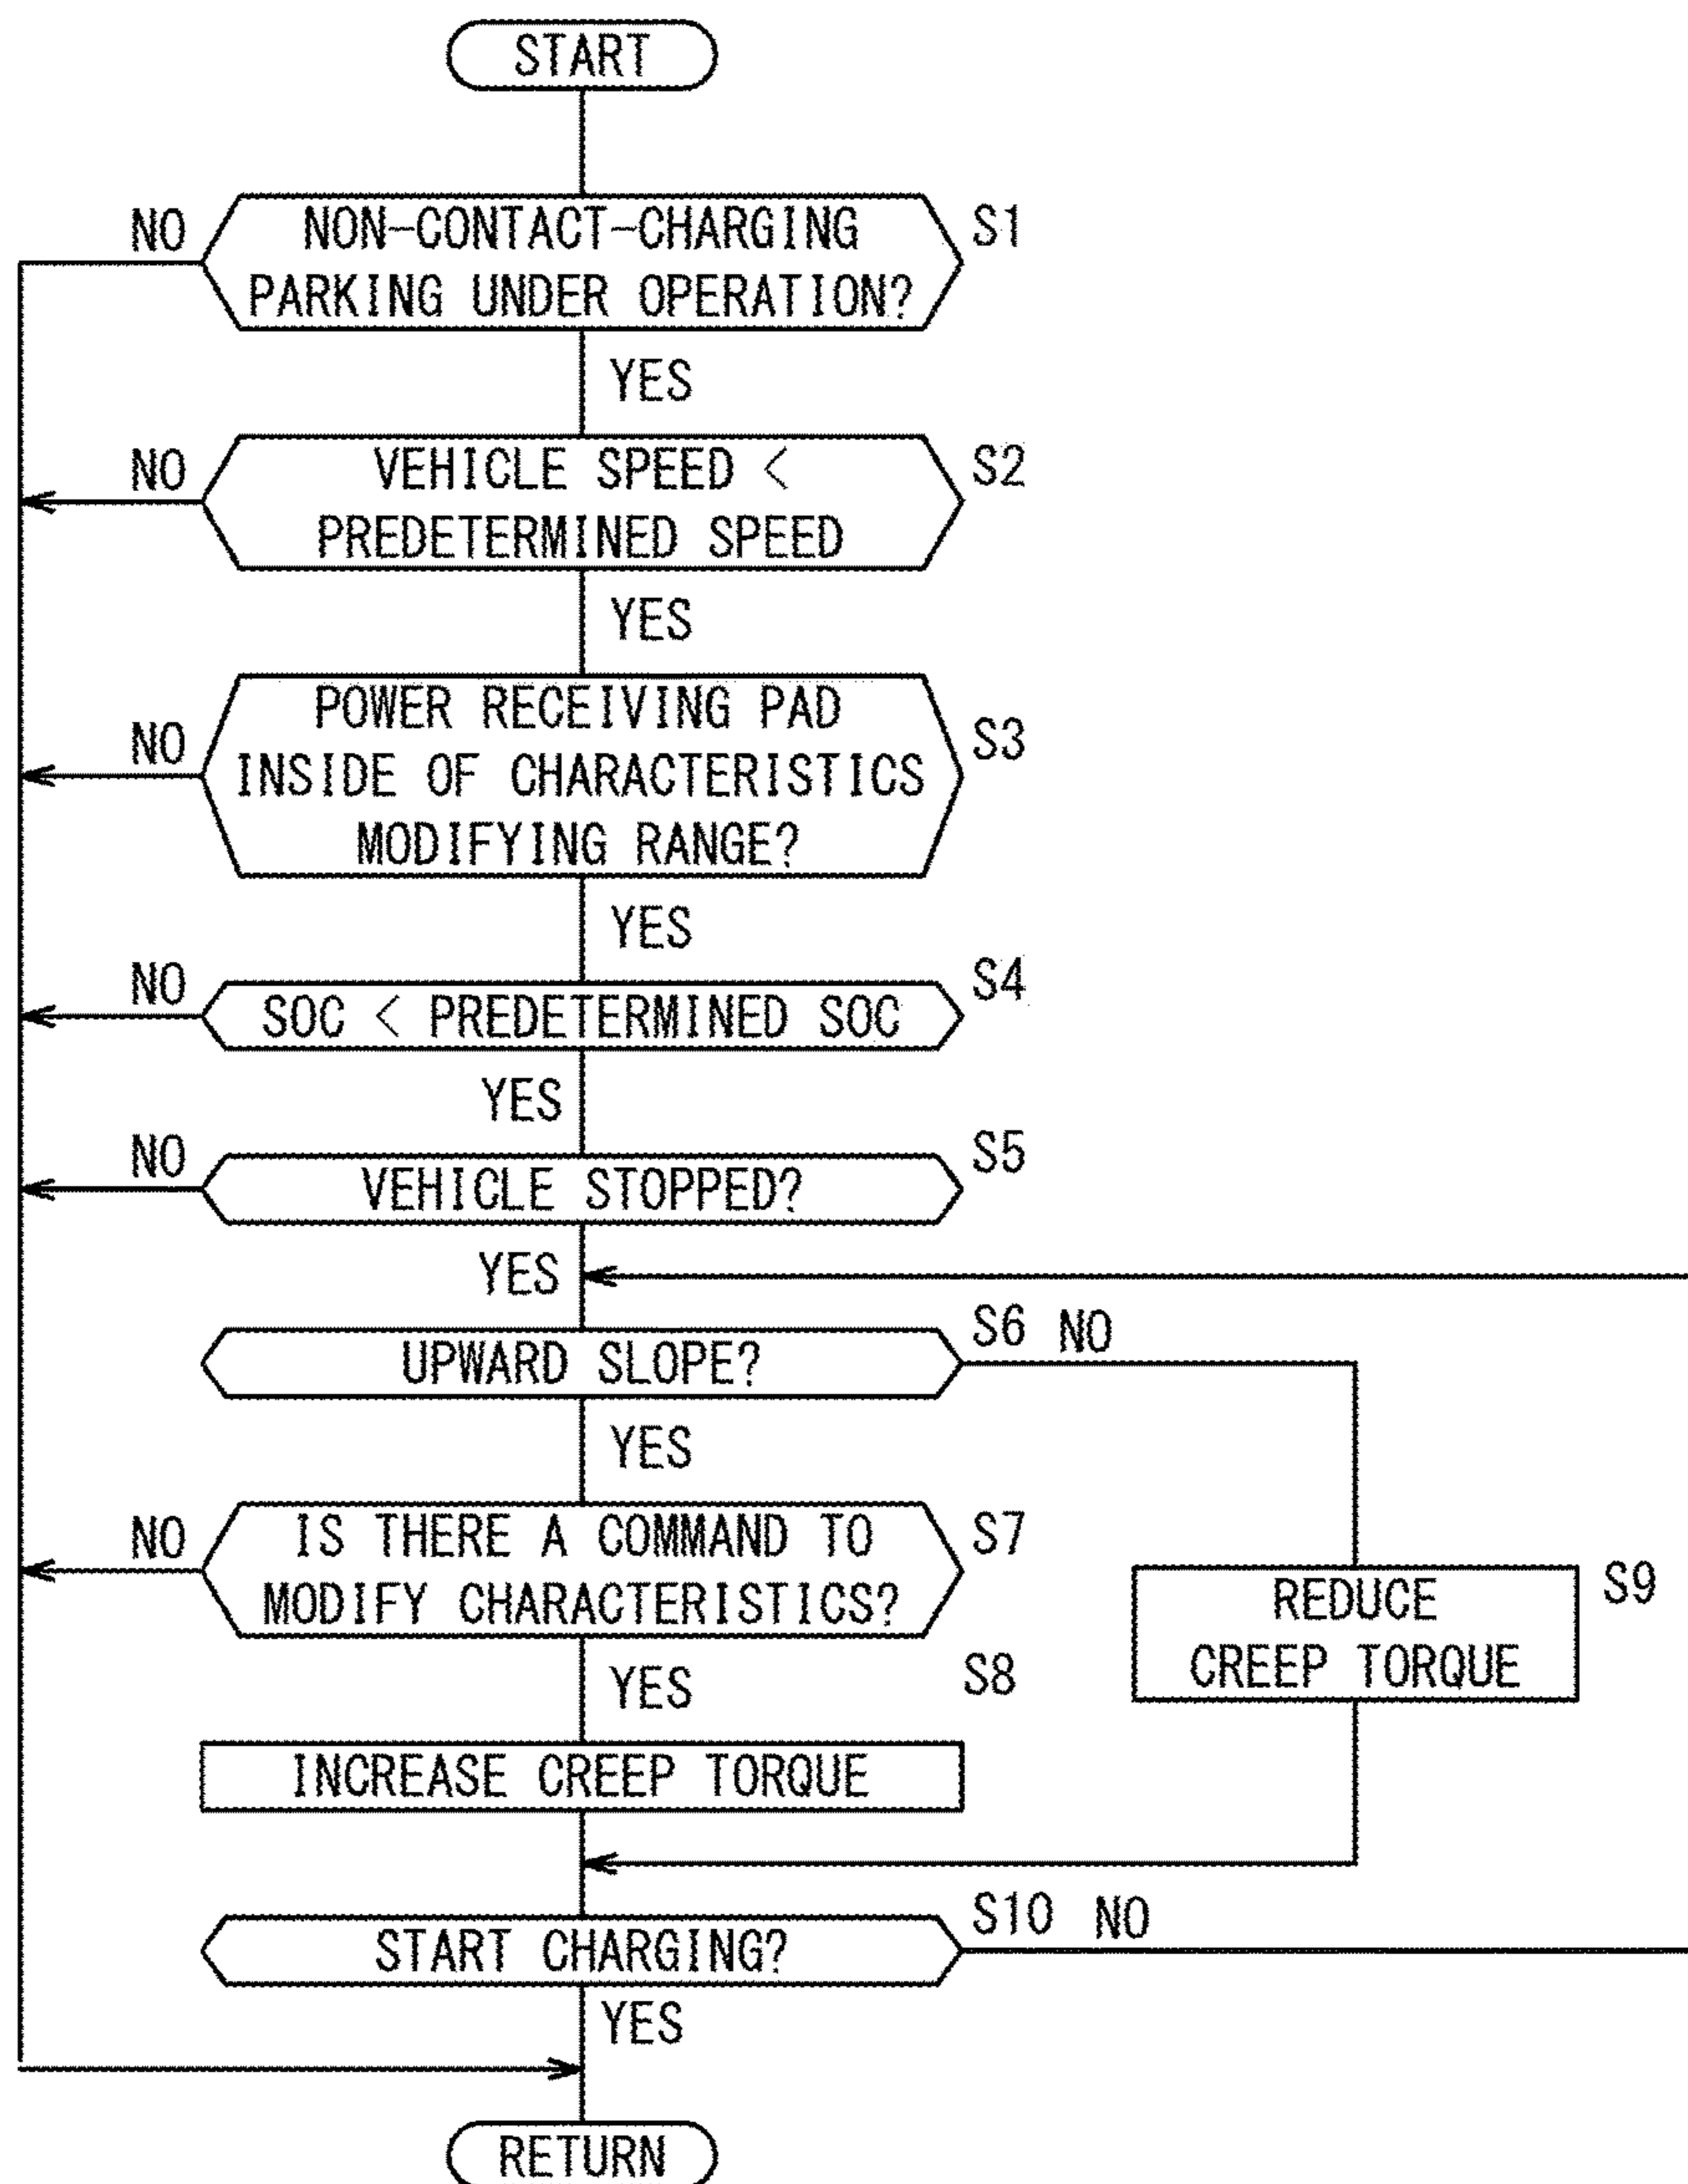 START
NO
NON-CONTACT-CHARGING
PARKING UNDER OPERATION?
S1
YES
NO
VEHICLE SPEED <
PREDETERMINED SPEED
S2
YES
NO
POWER RECEIVING PAD
INSIDE OF CHARACTERISTICS
MODIFYING RANGE?
S3
YES
NO
SOC < PREDETERMINED SOC
S4
YES
NO
VEHICLE STOPPED?
S5
YES
UPWARD SLOPE?
S6 NO
YES
NO
IS THERE A COMMAND TO
MODIFY CHARACTERISTICS?
S7
REDUCE
CREEP TORQUE
S9
YES
S8
INCREASE CREEP TORQUE
START CHARGING?
S10 NO
YES
RETURN